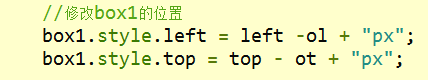 //修改box1的位置
box1.style.left = left -ol + "px";
box1.style.top = top - ot + "px";